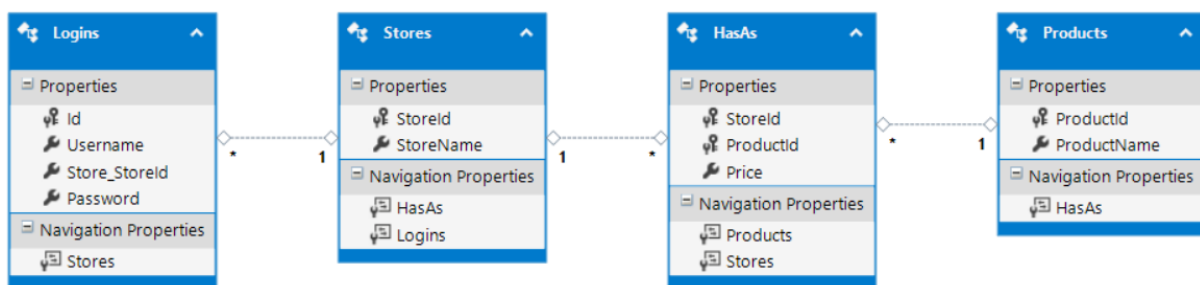 Logins
Properties
Id
Username
Store_StoreId
Password
Navigation Properties
Stores
*
1
Stores
Properties
StoreId
StoreName
Navigation Properties
HasAs
Logins
1
*
HasAs
Properties
StoreId
ProductId
Price
Navigation Properties
Products
Stores
*
1
Products
Properties
ProductId
ProductName
Navigation Properties
HasAs